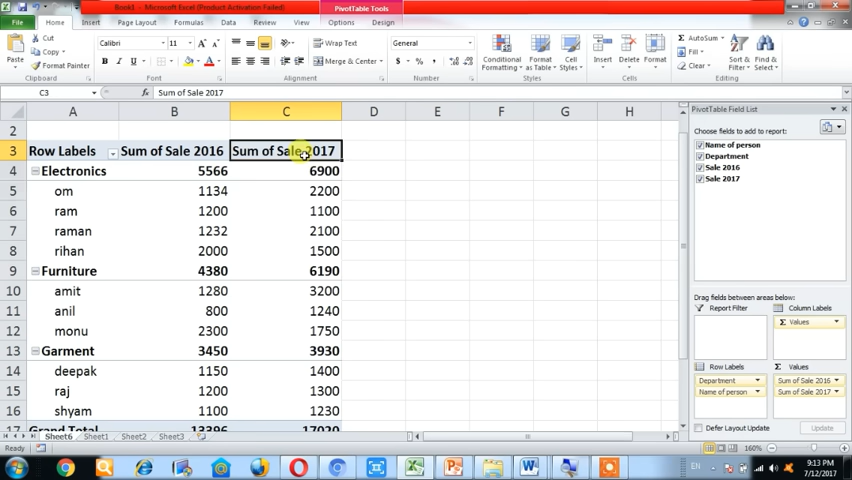 Book1 - Microsoft Excel (Product Activation Failed)
PivotTable Tools
File
Home
Insert
Page Layout
Formulas
Data
Review
View
Options
Design
Paste
Cut
Copy
Format Painter
Clipboard
Calibri
11
Font
Wrap Text
Merge & Center
Alignment
General
Number
Conditional Formatting
Format as Table
Cell Styles
Styles
Insert
Delete
Format
Cells
AutoSum
Fill
Clear
Sort & Filter
Find & Select
Editing
C3
fx
Sum of Sale 2017
A B C D E F G H
2
3 Row Labels Sum of Sale 2016 Sum of Sale 2017
4 Electronics 5566 6900
5 om 1134 2200
6 ram 1200 1100
7 raman 1232 2100
8 rihan 2000 1500
9 Furniture 4380 6190
10 amit 1280 3200
11 anil 800 1240
12 monu 2300 1750
13 Garment 3450 3930
14 deepak 1150 1400
15 raj 1200 1300
16 shyam 1100 1230
17 Grand Total 13396 17020
PivotTable Field List
Choose fields to add to report:
Name of person
Department
Sale 2016
Sale 2017
Drag fields between areas below:
Report Filter
Column Labels
Σ Values
Row Labels
Σ Values
Department
Name of person
Sum of Sale 2016
Sum of Sale 2017
Defer Layout Update
Update
Sheet6 Sheet1 Sheet2 Sheet3
Ready
160%
EN
9:13 PM
7/12/2017